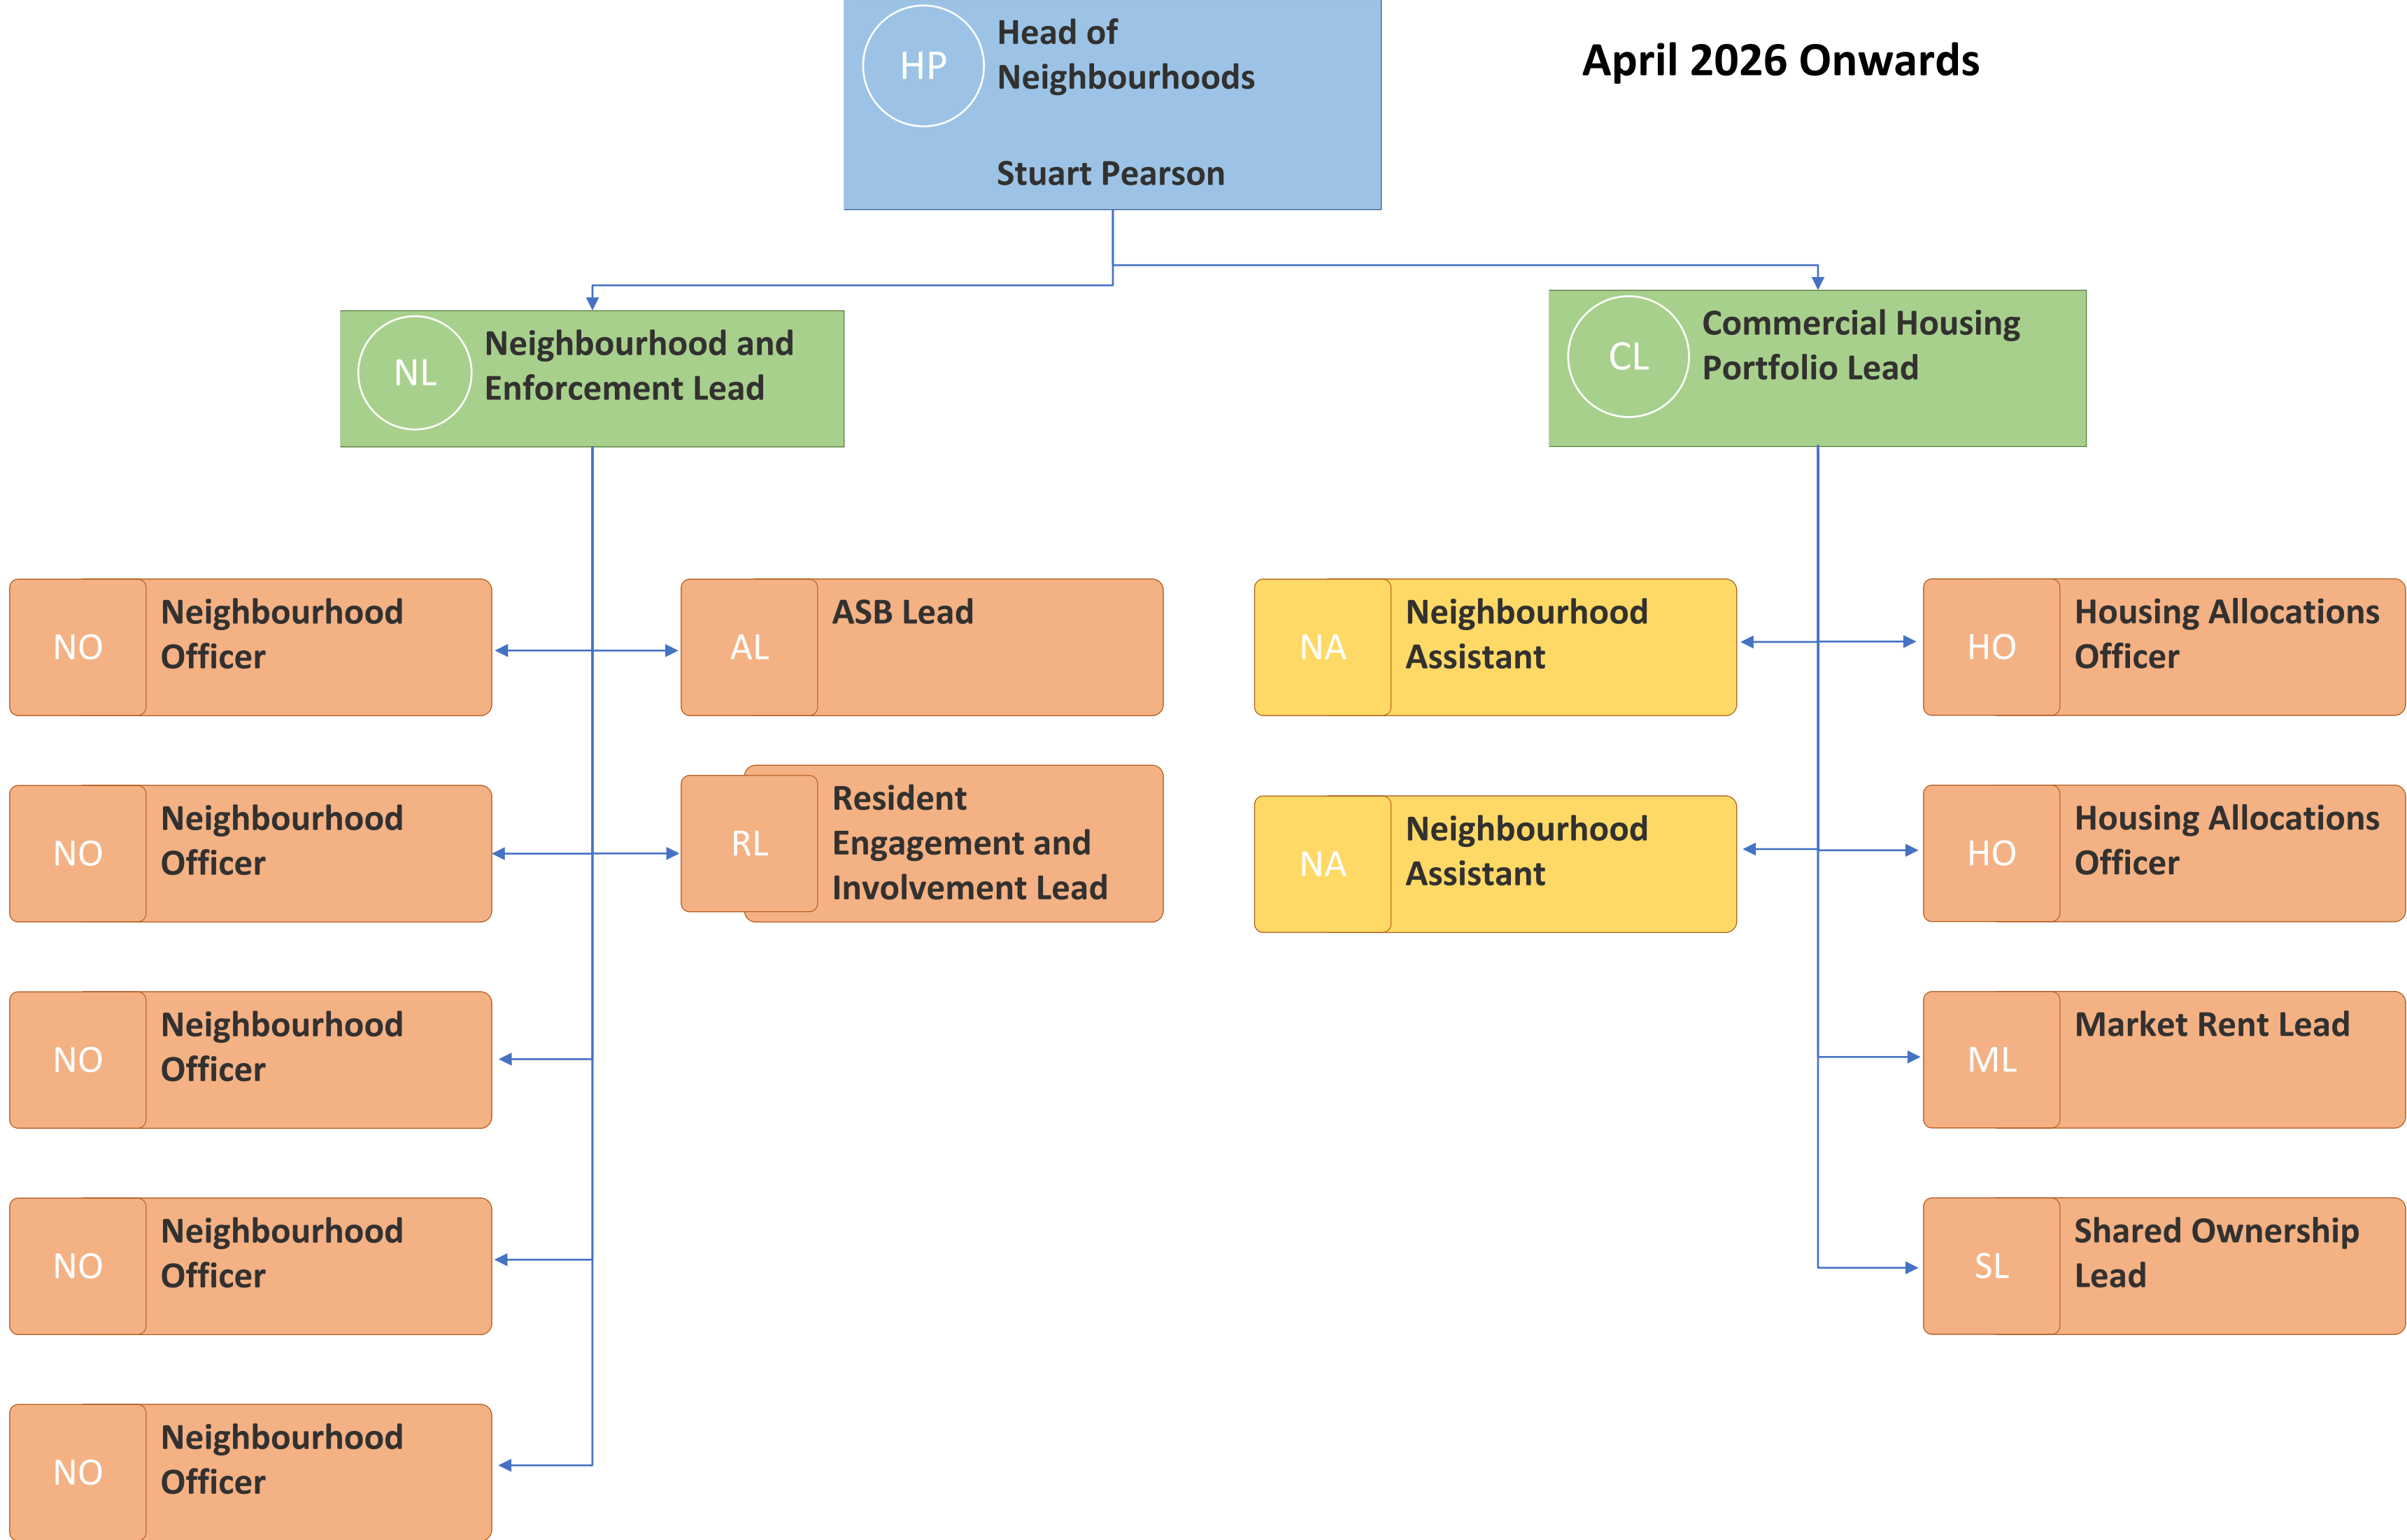 HP
Head of
Neighbourhoods
Stuart Pearson
April 2026 Onwards
NL
Neighbourhood and
Enforcement Lead
CL
Commercial Housing
Portfolio Lead
NO
Neighbourhood
Officer
AL
ASB Lead
NA
Neighbourhood
Assistant
HO
Housing Allocations
Officer
NO
Neighbourhood
Officer
RL
Resident
Engagement and
Involvement Lead
NA
Neighbourhood
Assistant
HO
Housing Allocations
Officer
NO
Neighbourhood
Officer
ML
Market Rent Lead
NO
Neighbourhood
Officer
SL
Shared Ownership
Lead
NO
Neighbourhood
Officer